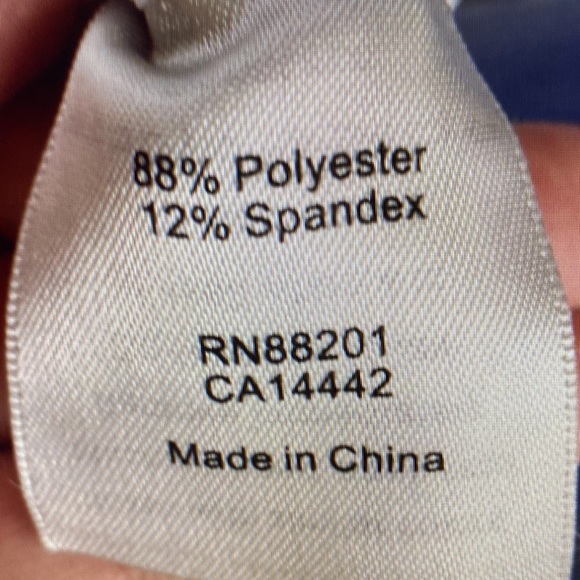 88% Polyester
12% Spandex
RN88201
CA14442
Made in China